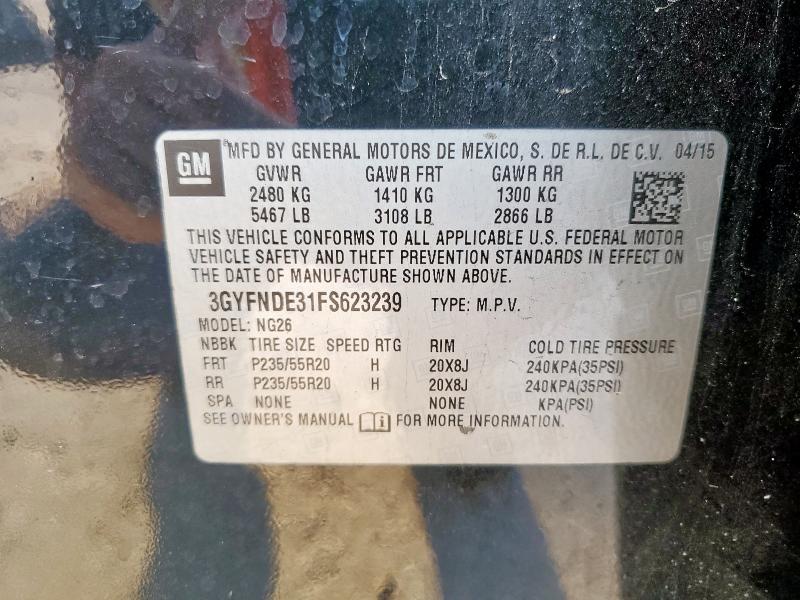 GM ® MFD BY GENERAL MOTORS DE MEXICO, S. DE R.L. DE C.V. 04/15
GVWR GAWR FRT GAWR RR
2480 KG 1410 KG 1300 KG
5467 LB 3108 LB 2866 LB
THIS VEHICLE CONFORMS TO ALL APPLICABLE U.S. FEDERAL MOTOR
VEHICLE SAFETY AND THEFT PREVENTION STANDARDS IN EFFECT ON
THE DATE OF MANUFACTURE SHOWN ABOVE.
3GYFNDE31FS623239 TYPE: M.P.V.
MODEL: NG26
NBBK TIRE SIZE SPEED RTG RIM COLD TIRE PRESSURE
FRT P235/55R20 H 20X8J 240KPA(35PSI)
RR P235/55R20 H 20X8J 240KPA(35PSI)
SPA NONE NONE KPA(PSI)
SEE OWNER'S MANUAL FOR MORE INFORMATION.